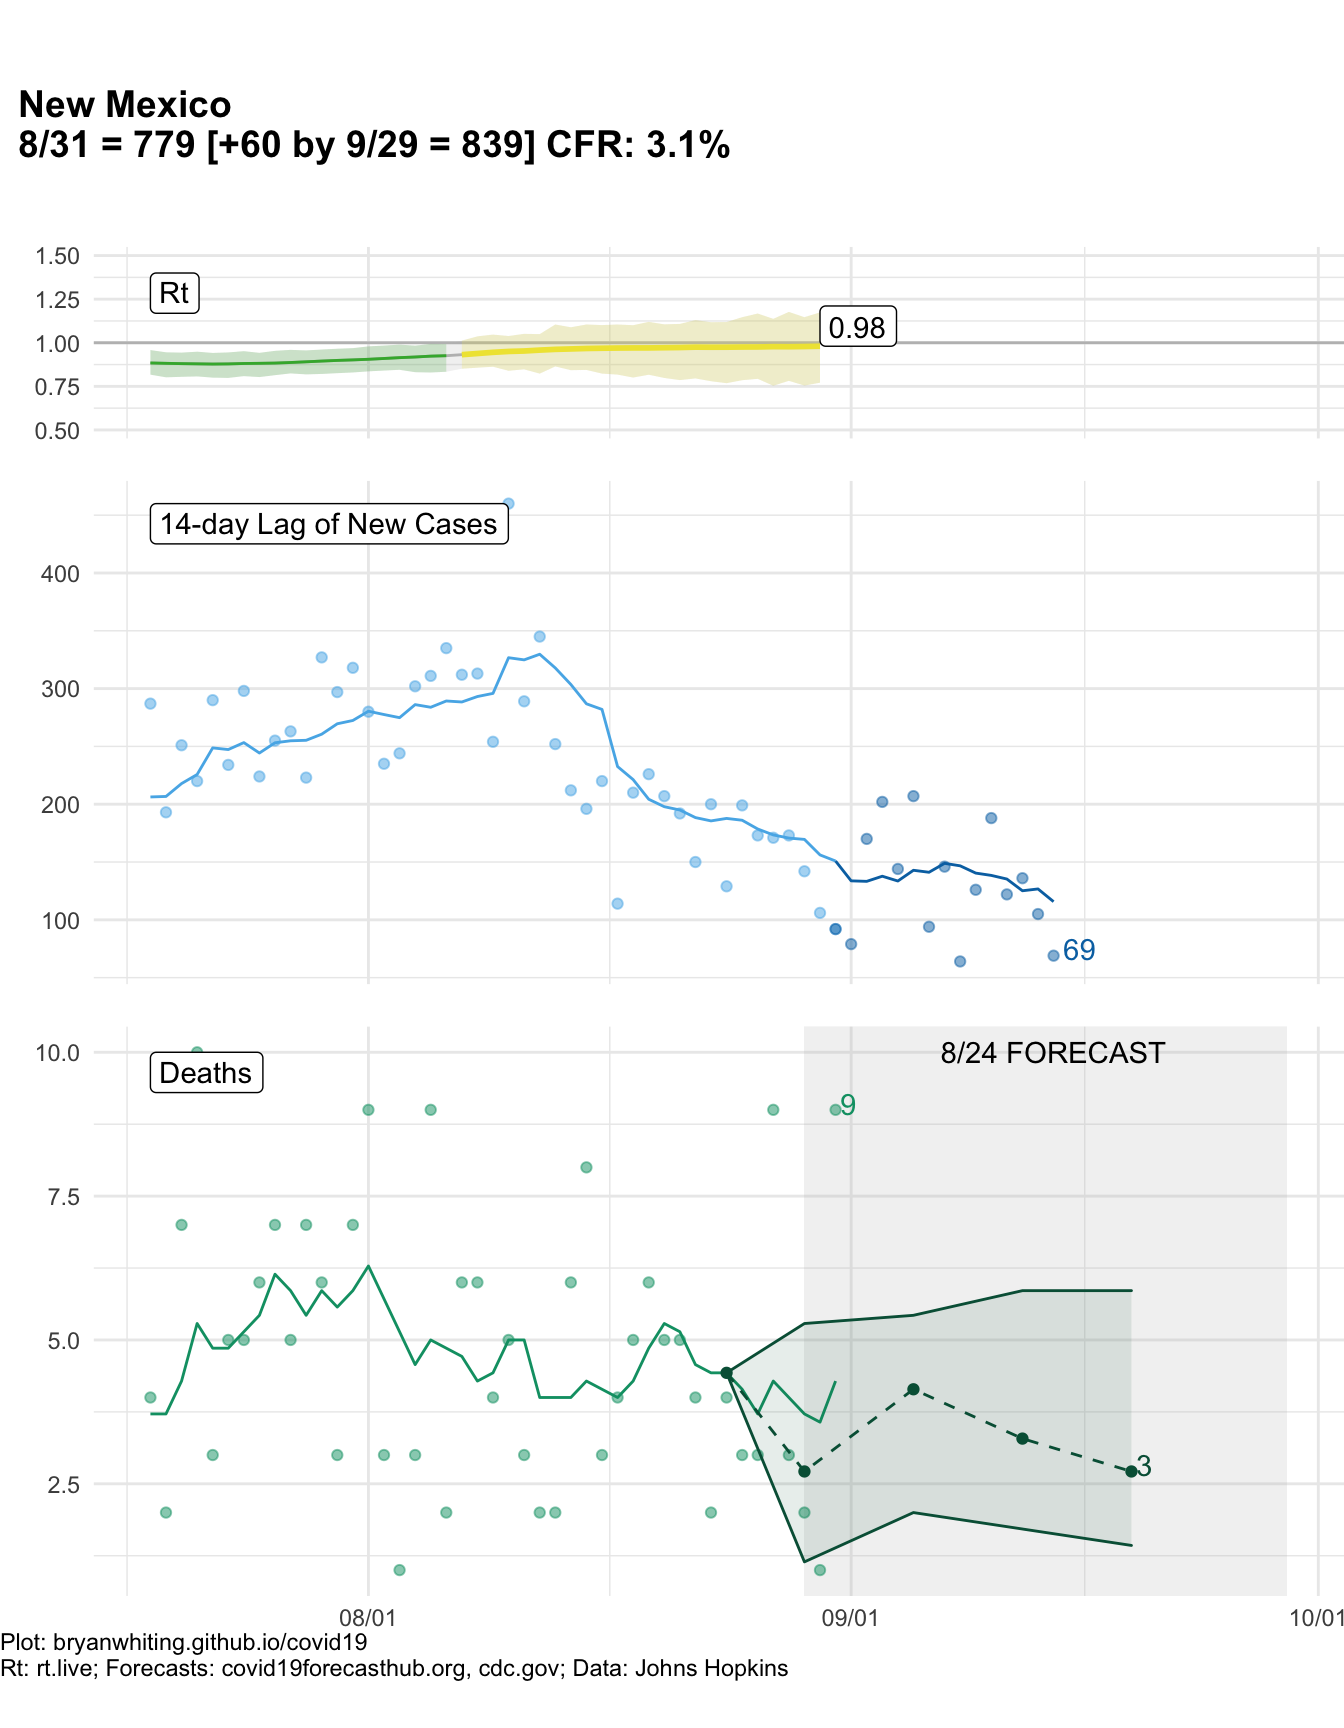 New Mexico
8/31 = 779 [+60 by 9/29 = 839] CFR: 3.1%
1.50
Rt
1.25
0.98
1.00
0.75
0.50
14-day Lag of New Cases
400
300
200
100
69
8/24 FORECAST
10.0
Deaths
9
7.5
5.0
3
2.5
08/01
09/01
10/01
Plot: bryanwhiting.github.io/covid19
Rt: rt.live; Forecasts: covid19forecasthub.org, cdc.gov; Data: Johns Hopkins